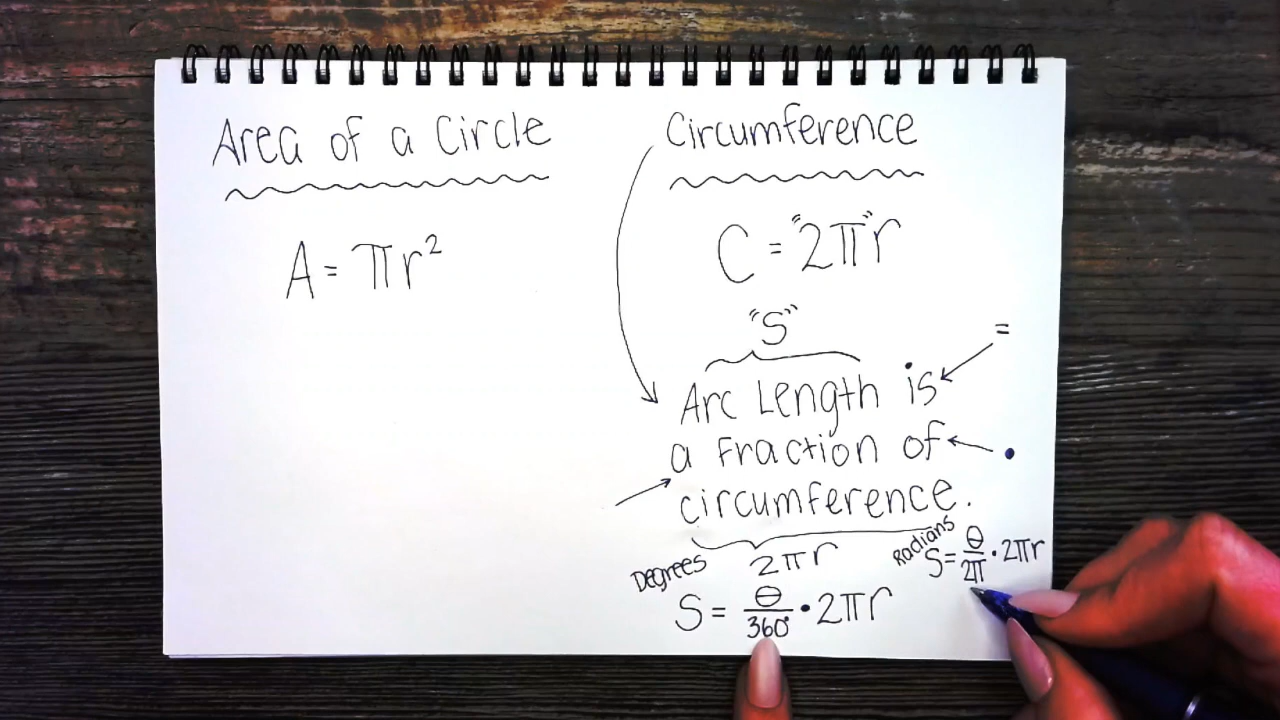 Area of a Circle
A = πr²
Circumference
C = "2π"r
"S"
=
Arc Length is
a fraction of
•
circumference.
2πr
Degrees
S = θ/360° • 2πr
Radians
S = θ/2π • 2πr